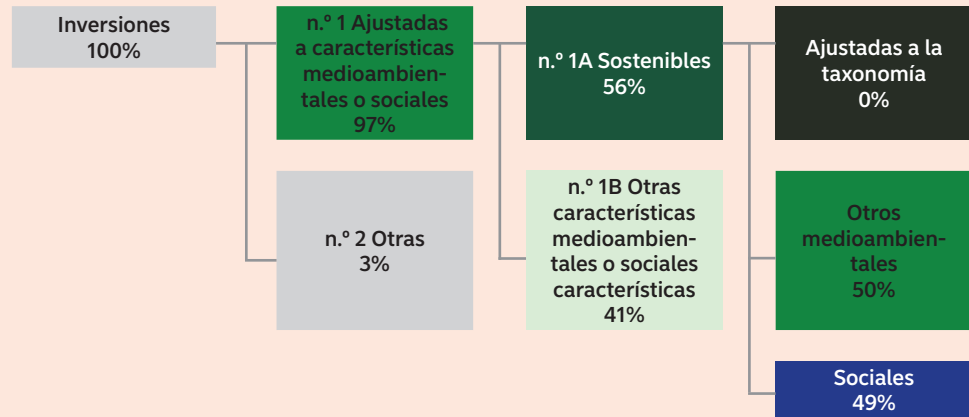 Inversiones
100%
n.º 1 Ajustadas
a características
medioambien-
tales o sociales
97%
n.º 1A Sostenibles
56%
Ajustadas a la
taxonomía
0%
n.º 2 Otras
3%
n.º 1B Otras
características
medioambien-
tales o sociales
características
41%
Otros
medioambien-
tales
50%
Sociales
49%